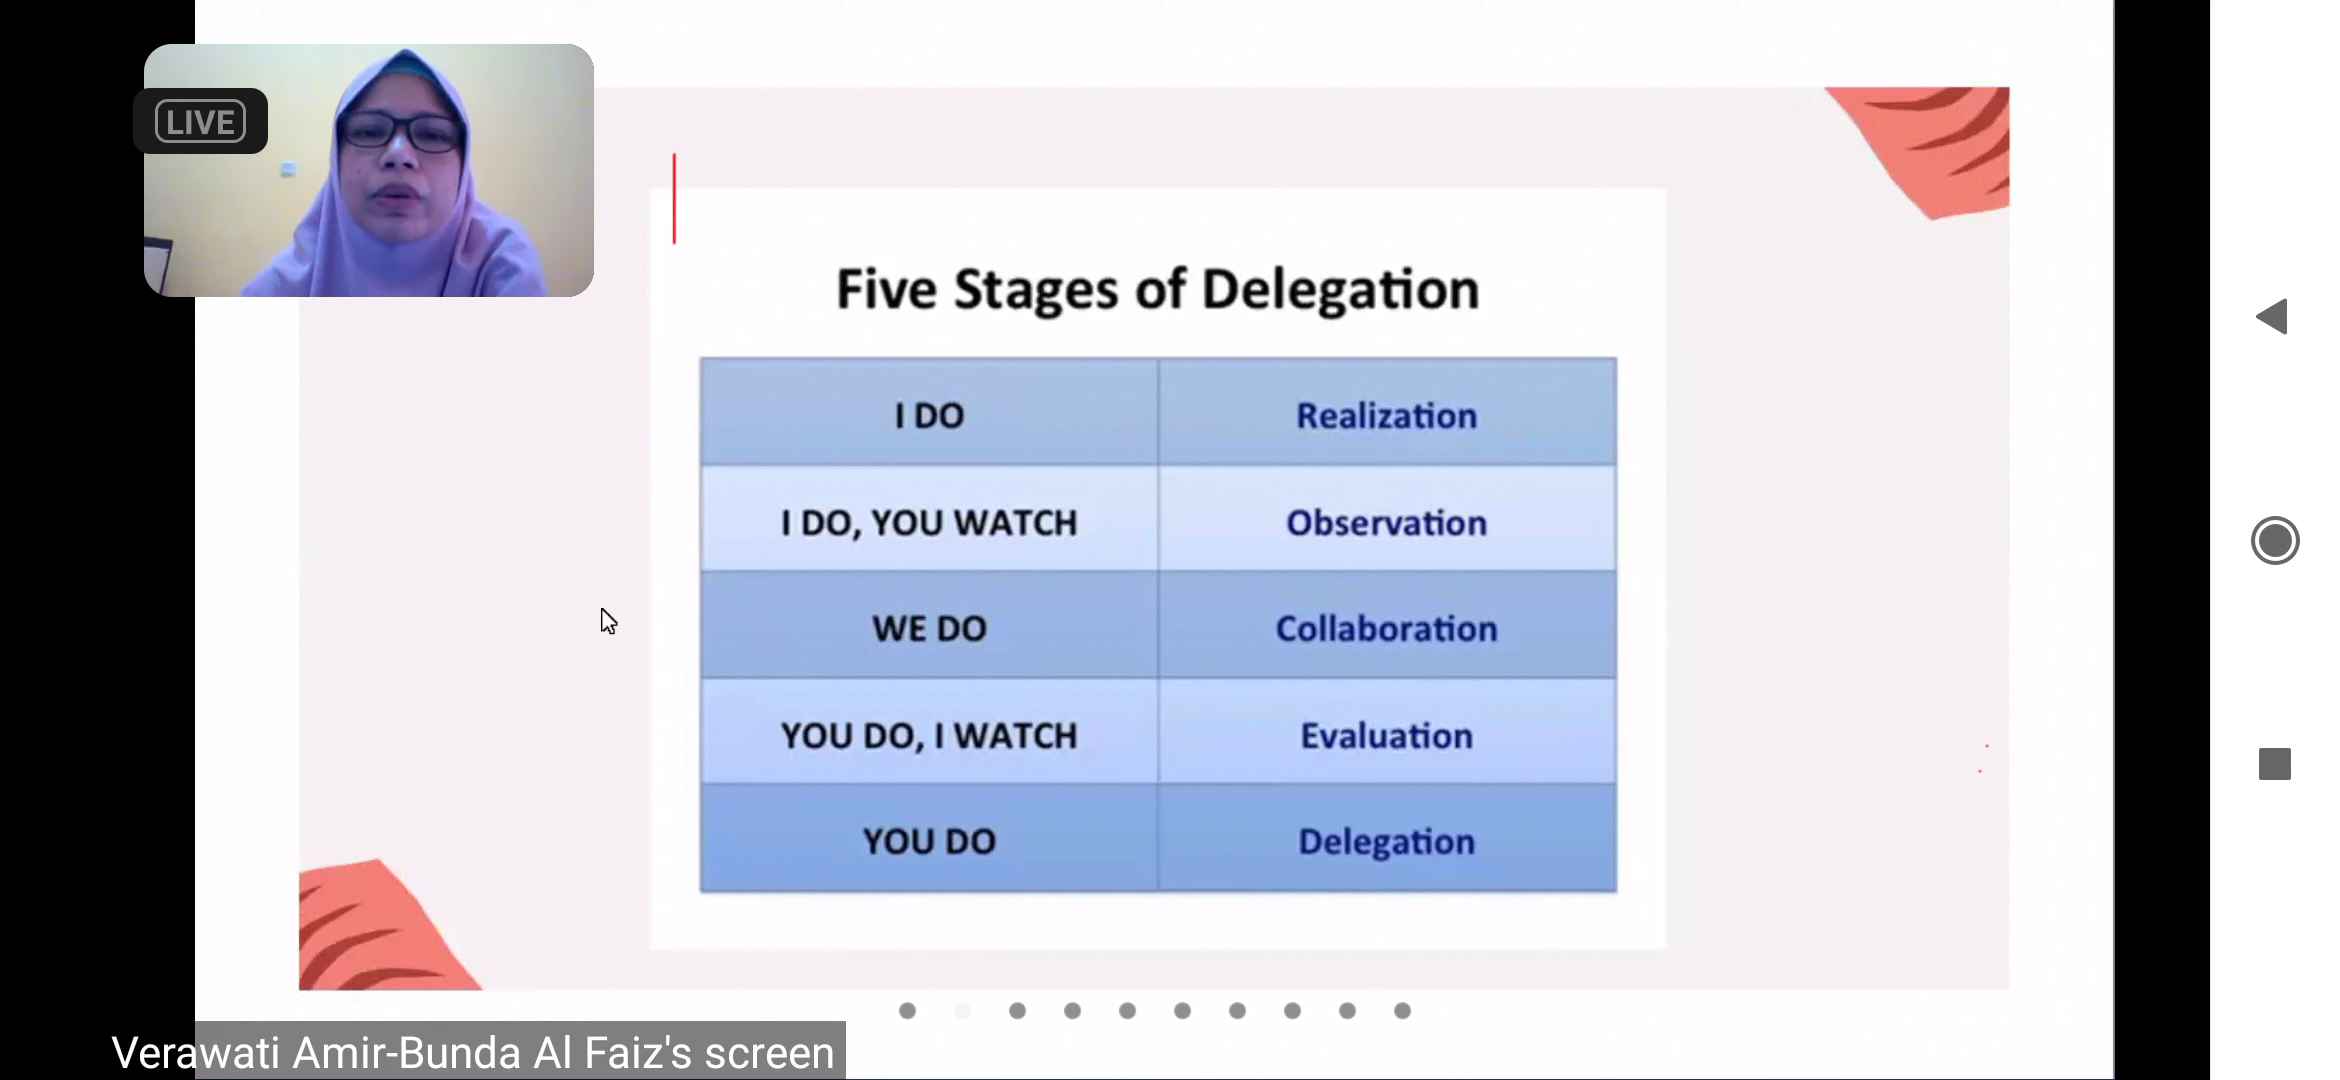 LIVE
Five Stages of Delegation
I DO Realization
I DO, YOU WATCH Observation
WE DO Collaboration
YOU DO, I WATCH Evaluation
YOU DO Delegation
Verawati Amir-Bunda Al Faiz's screen